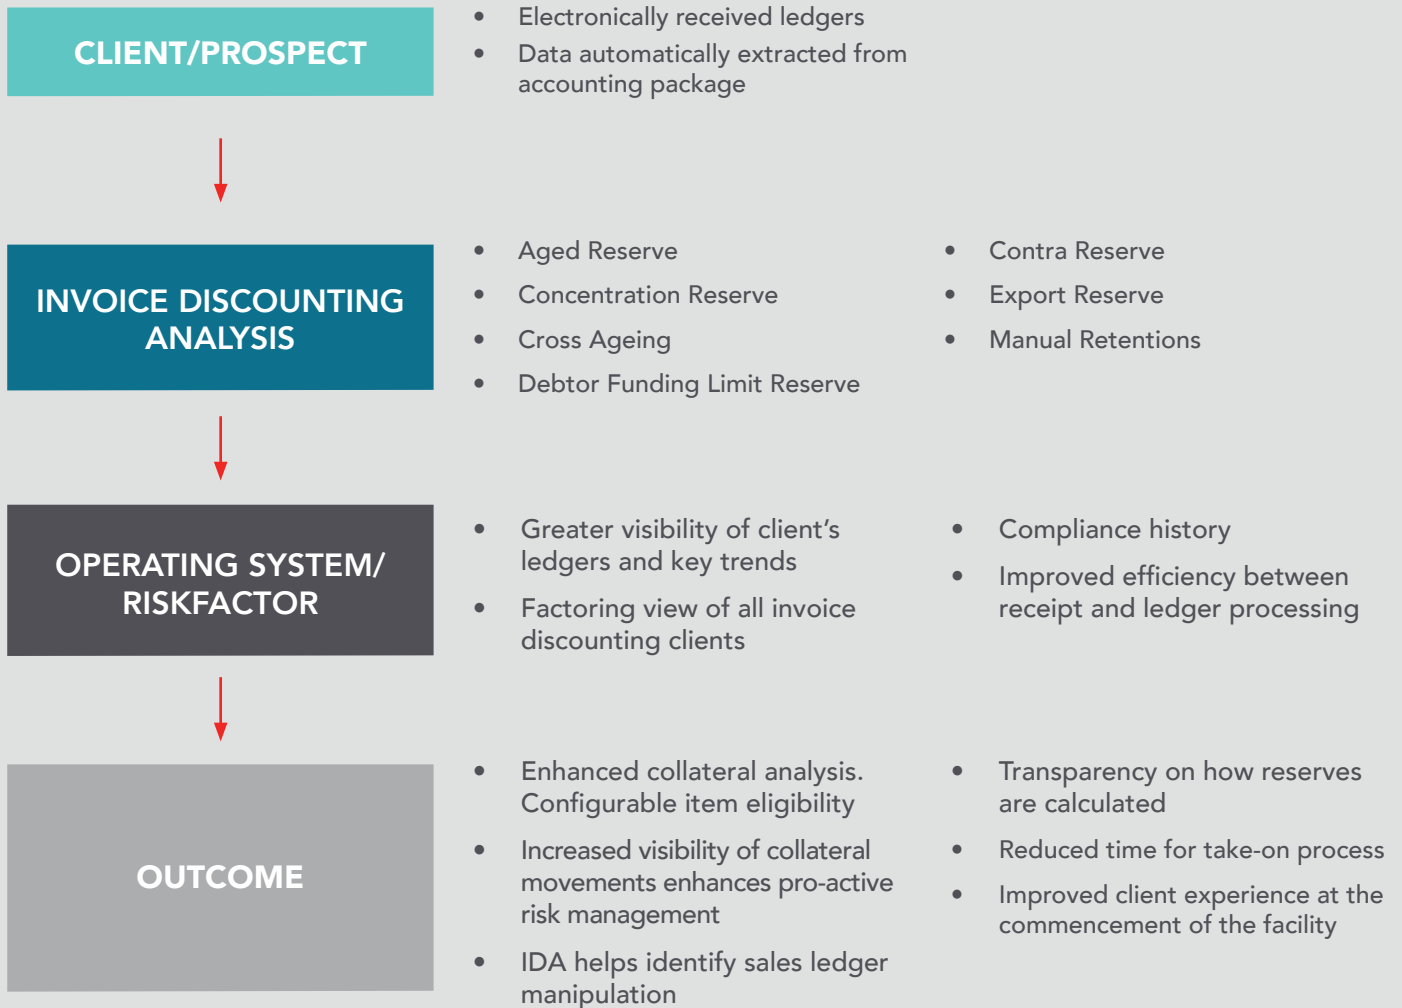 CLIENT/PROSPECT
• Electronically received ledgers
• Data automatically extracted from
accounting package
INVOICE DISCOUNTING
ANALYSIS
• Aged Reserve
• Concentration Reserve
• Cross Ageing
• Debtor Funding Limit Reserve
• Contra Reserve
• Export Reserve
• Manual Retentions
OPERATING SYSTEM/
RISKFACTOR
• Greater visibility of client’s
ledgers and key trends
• Factoring view of all invoice
discounting clients
• Compliance history
• Improved efficiency between
receipt and ledger processing
OUTCOME
• Enhanced collateral analysis.
Configurable item eligibility
• Increased visibility of collateral
movements enhances pro-active
risk management
• IDA helps identify sales ledger
manipulation
• Transparency on how reserves
are calculated
• Reduced time for take-on process
• Improved client experience at the
commencement of the facility